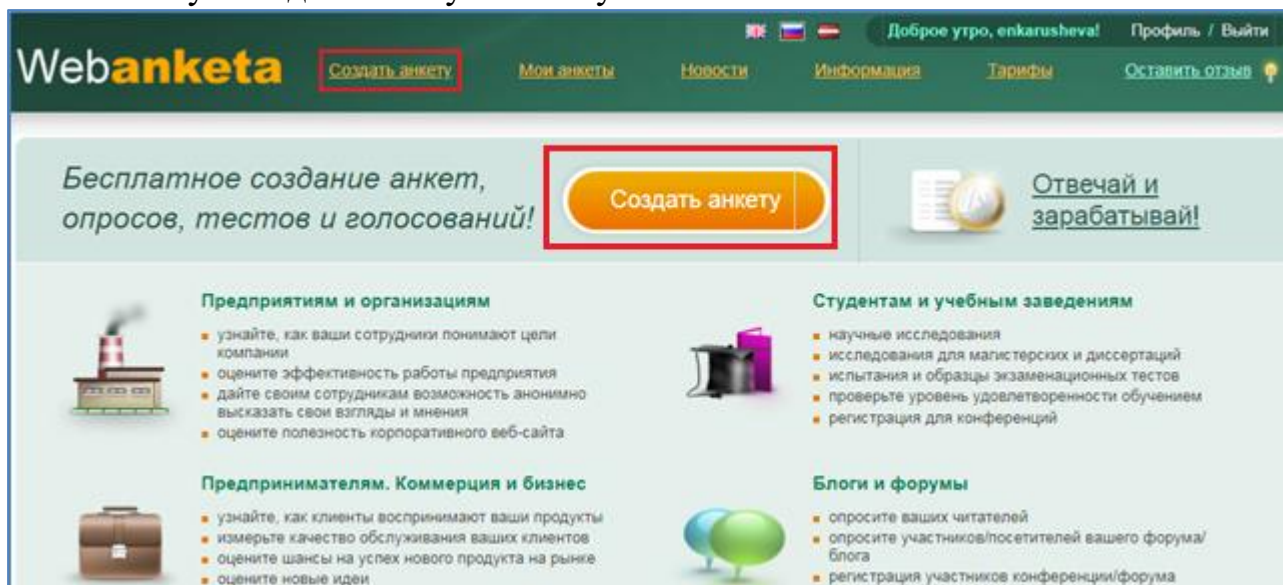 Доброе утро, enkarusheva! Профиль / Выйти
Webanketa Создать анкету Мои анкеты Новости Информация Тарифы Оставить отзыв
Бесплатное создание анкет,
опросов, тестов и голосований!
Создать анкету
Отвечай и
зарабатывай!
Предприятиям и организациям
узнайте, как ваши сотрудники понимают цели
компании
оцените эффективность работы предприятия
дайте своим сотрудникам возможность анонимно
высказать свои взгляды и мнения
оцените полезность корпоративного веб-сайта
Студентам и учебным заведениям
научные исследования
исследования для магистерских и диссертаций
испытания и образцы экзаменационных тестов
проверьте уровень удовлетворенности обучением
регистрация для конференций
Предпринимателям. Коммерция и бизнес
узнайте, как клиенты воспринимают ваши продукты
измерьте качество обслуживания ваших клиентов
оцените шансы на успех нового продукта на рынке
оцените новые идеи
Блоги и форумы
опросите ваших читателей
опросите участников/посетителей вашего форума/
блога
регистрация участников конференции/форума